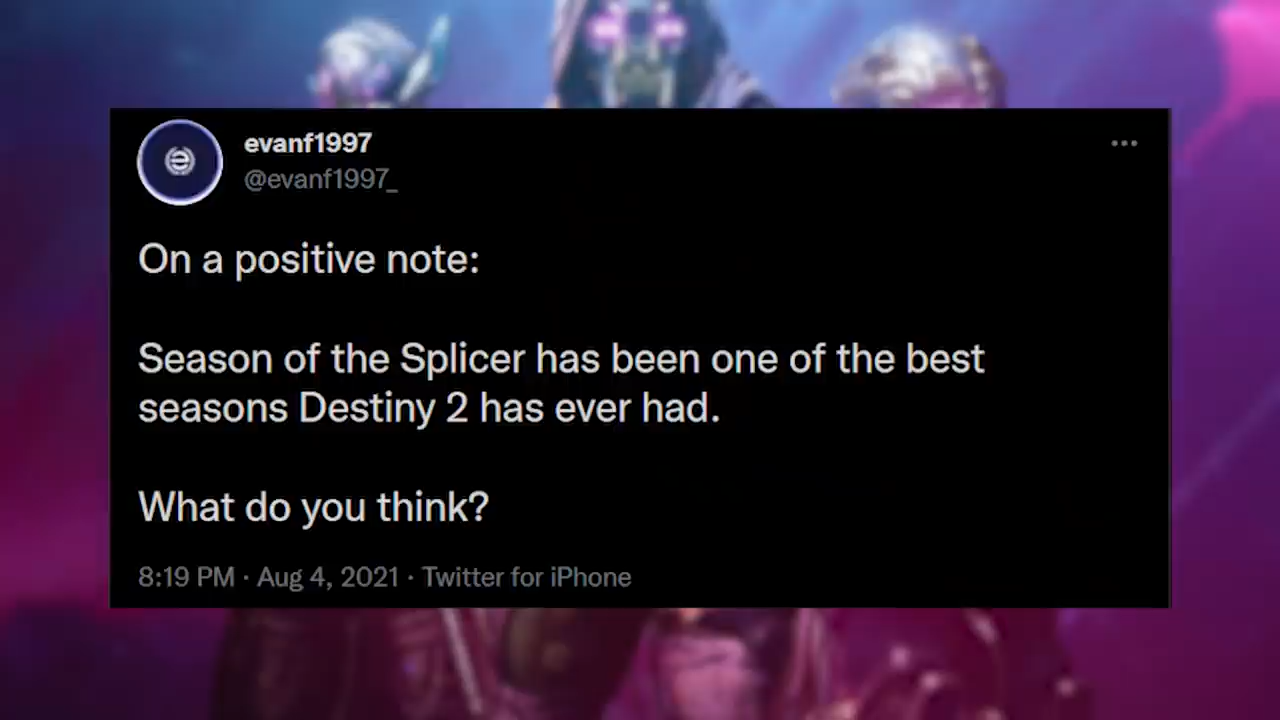 evanf1997
@evanf1997_
On a positive note:
Season of the Splicer has been one of the best
seasons Destiny 2 has ever had.
What do you think?
8:19 PM · Aug 4, 2021 · Twitter for iPhone